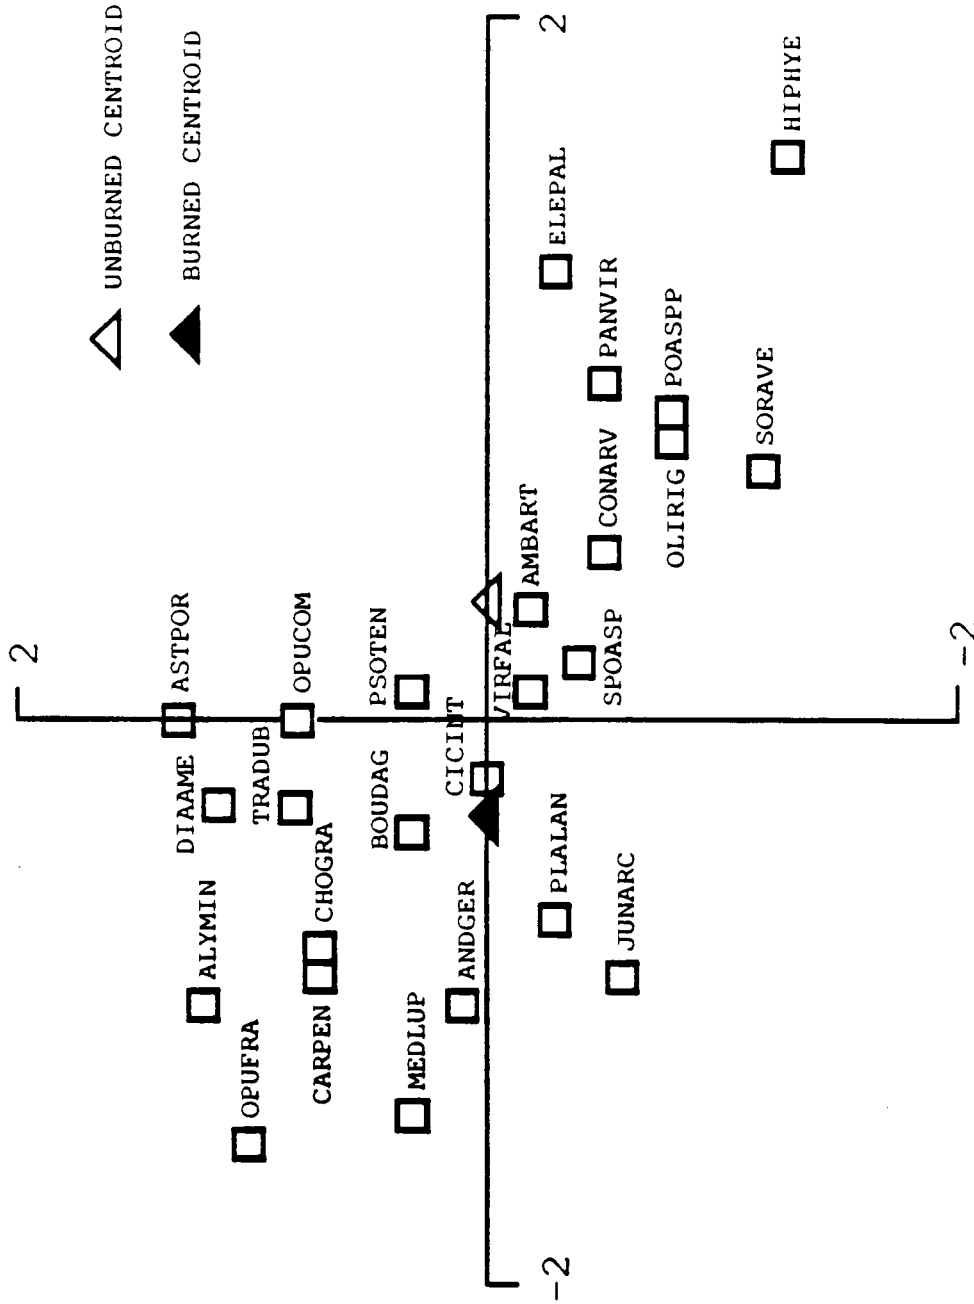 2
UNBURNED CENTROID
BURNED CENTROID
ASTPOR
DIAAME
ALYMIN
OPUFRA
TRADUB
OPUCOM
CARPEN
CHOGRA
BOUDAG
PSOTEN
MEDLUP
CICINT
ANDGER
VIRFAL
AMBART
-2
2
PLALAN
ELEPAL
CONARV
PANVIR
SPOASP
JUNARC
OLIRIG
POASPP
SORAVE
HIPHYE
-2